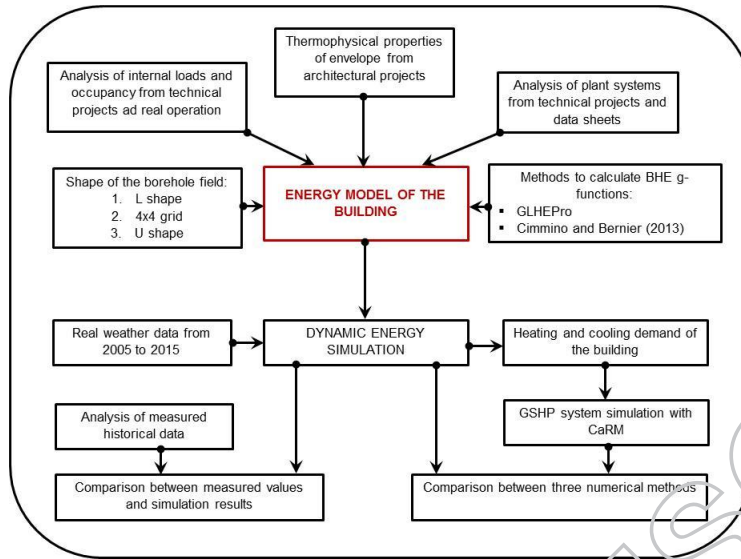 Thermophysical properties
of envelope from
architectural projects
Analysis of internal loads and
occupancy from technical
projects ad real operation
Analysis of plant systems
from technical projects and
data sheets
Shape of the borehole field:
1. L shape
2. 4x4 grid
3. U shape
ENERGY MODEL OF THE
BUILDING
Methods to calculate BHE g-
functions:
▪ GLHEPro
▪ Cimmino and Bernier (2013)
Real weather data from
2005 to 2015
DYNAMIC ENERGY
SIMULATION
Heating and cooling demand of
the building
Analysis of measured
historical data
GSHP system simulation with
CaRM
Comparison between measured values
and simulation results
Comparison between three numerical methods